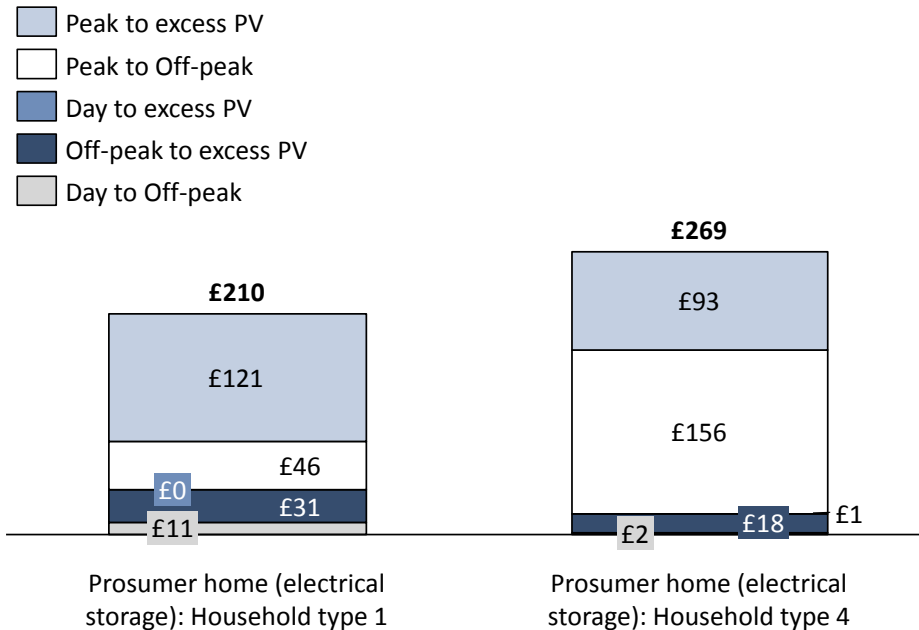 Peak to excess PV
Peak to Off-peak
Day to excess PV
Off-peak to excess PV
Day to Off-peak
£210
£121
£46
£0
£31
£11
£269
£93
£156
£1
£18
£2
Prosumer home (electrical
storage): Household type 1
Prosumer home (electrical
storage): Household type 4